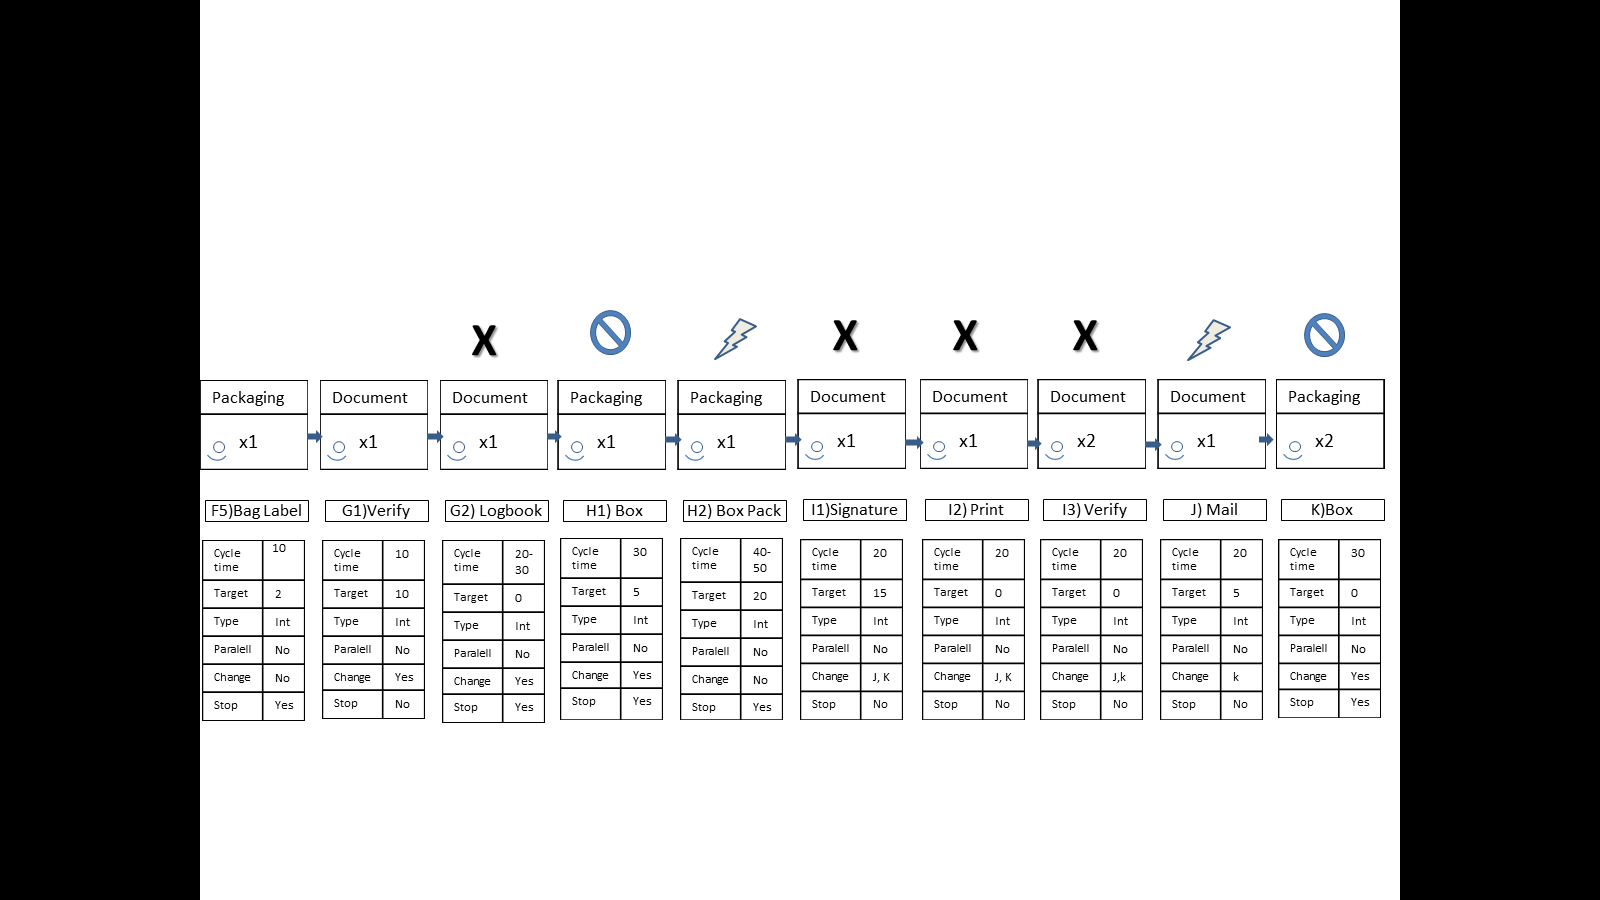 X X X X
Packaging Document Document Packaging Packaging Document Document Document Document Packaging
x1 x1 x1 x1 x1 x1 x1 x2 x1 x2
F5)Bag Label G1)Verify G2) Logbook H1) Box H2) Box Pack I1)Signature I2) Print I3) Verify J) Mail K)Box
Cycle time 10
Target 2
Type Int
Paralell No
Change No
Stop Yes
Cycle time 10
Target 10
Type Int
Paralell No
Change Yes
Stop No
Cycle time 20-30
Target 0
Type Int
Paralell No
Change Yes
Stop Yes
Cycle time 30
Target 5
Type Int
Paralell No
Change Yes
Stop Yes
Cycle time 40-50
Target 20
Type Int
Paralell No
Change No
Stop Yes
Cycle time 20
Target 15
Type Int
Paralell No
Change J, K
Stop No
Cycle time 20
Target 0
Type Int
Paralell No
Change J, K
Stop No
Cycle time 20
Target 0
Type Int
Paralell No
Change J,k
Stop No
Cycle time 20
Target 5
Type Int
Paralell No
Change k
Stop No
Cycle time 30
Target 0
Type Int
Paralell No
Change Yes
Stop Yes